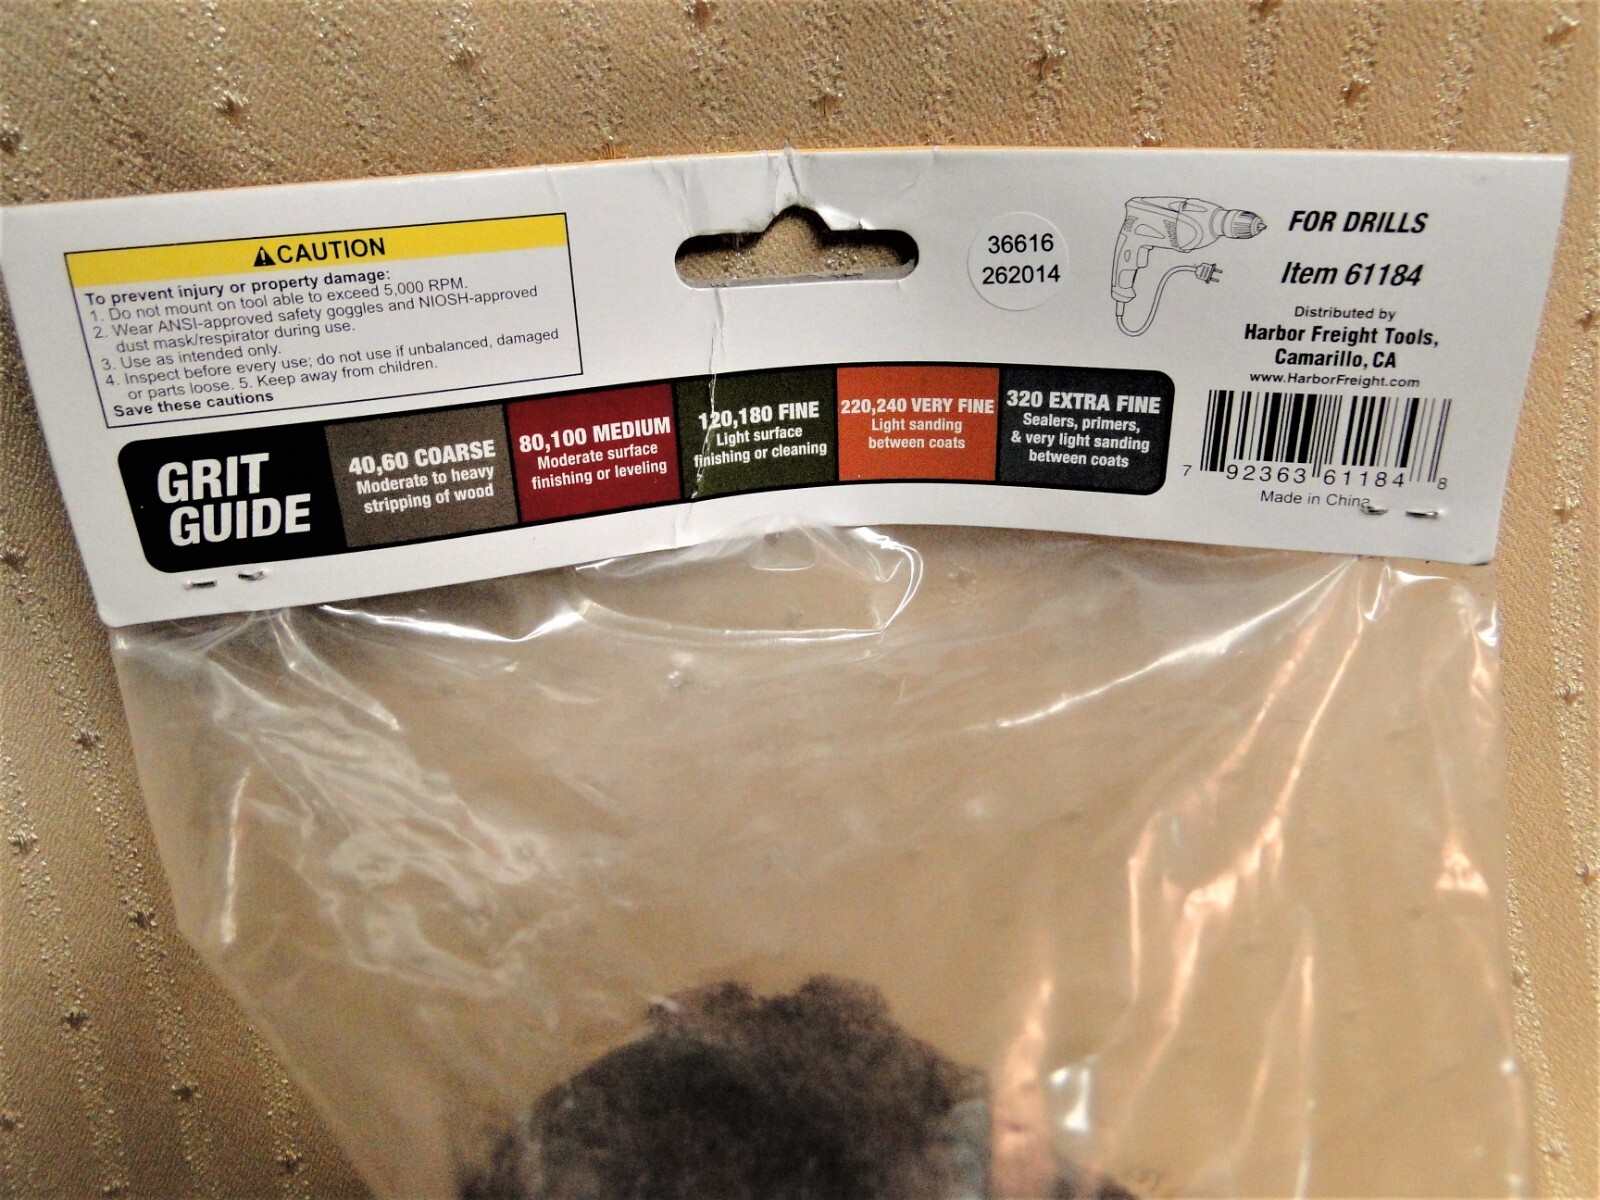 CAUTION
To prevent injury or property damage:
1. Do not mount on tool able to exceed 5,000 RPM.
2. Wear ANSI-approved safety goggles and NIOSH-approved
dust mask/respirator during use.
3. Use as intended only.
4. Inspect before every use; do not use if unbalanced, damaged
or parts loose. 5. Keep away from children.
Save these cautions
GRIT
GUIDE
40,60 COARSE
Moderate to heavy
stripping of wood
80,100 MEDIUM
Moderate surface
finishing or leveling
120,180 FINE
Light surface
finishing or cleaning
220,240 VERY FINE
Light sanding
between coats
320 EXTRA FINE
Sealers, primers,
& very light sanding
between coats
36616
262014
FOR DRILLS
Item 61184
Distributed by
Harbor Freight Tools,
Camarillo, CA
www.HarborFreight.com
7 92363 61184 8
Made in China